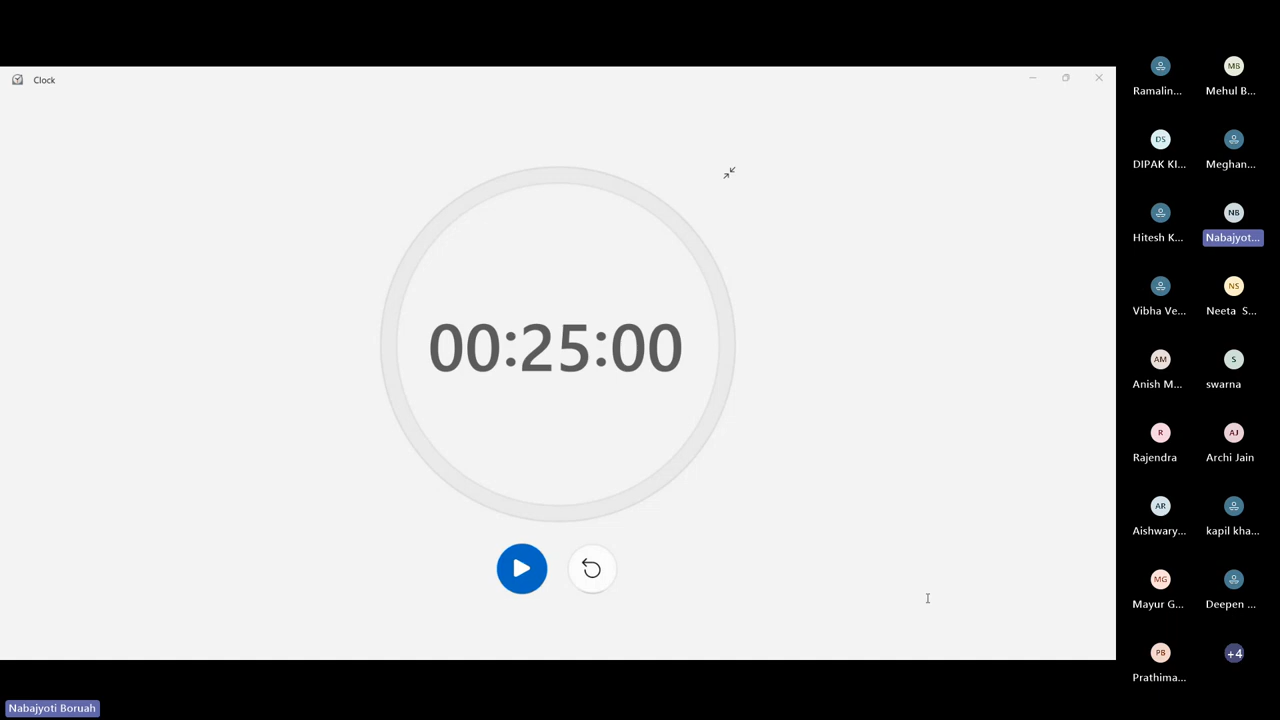 Clock
00:25:00
Ramalin...
MB
Mehul B...
DS
DIPAK KI...
Meghan...
Hitesh K...
NB
Nabajyot...
Vibha Ve...
NS
Neeta S...
AM
Anish M...
S
swarna
R
Rajendra
AJ
Archi Jain
AR
Aishwary...
kapil kha...
MG
Mayur G...
Deepen ...
PB
Prathima...
+4
Nabajyoti Boruah